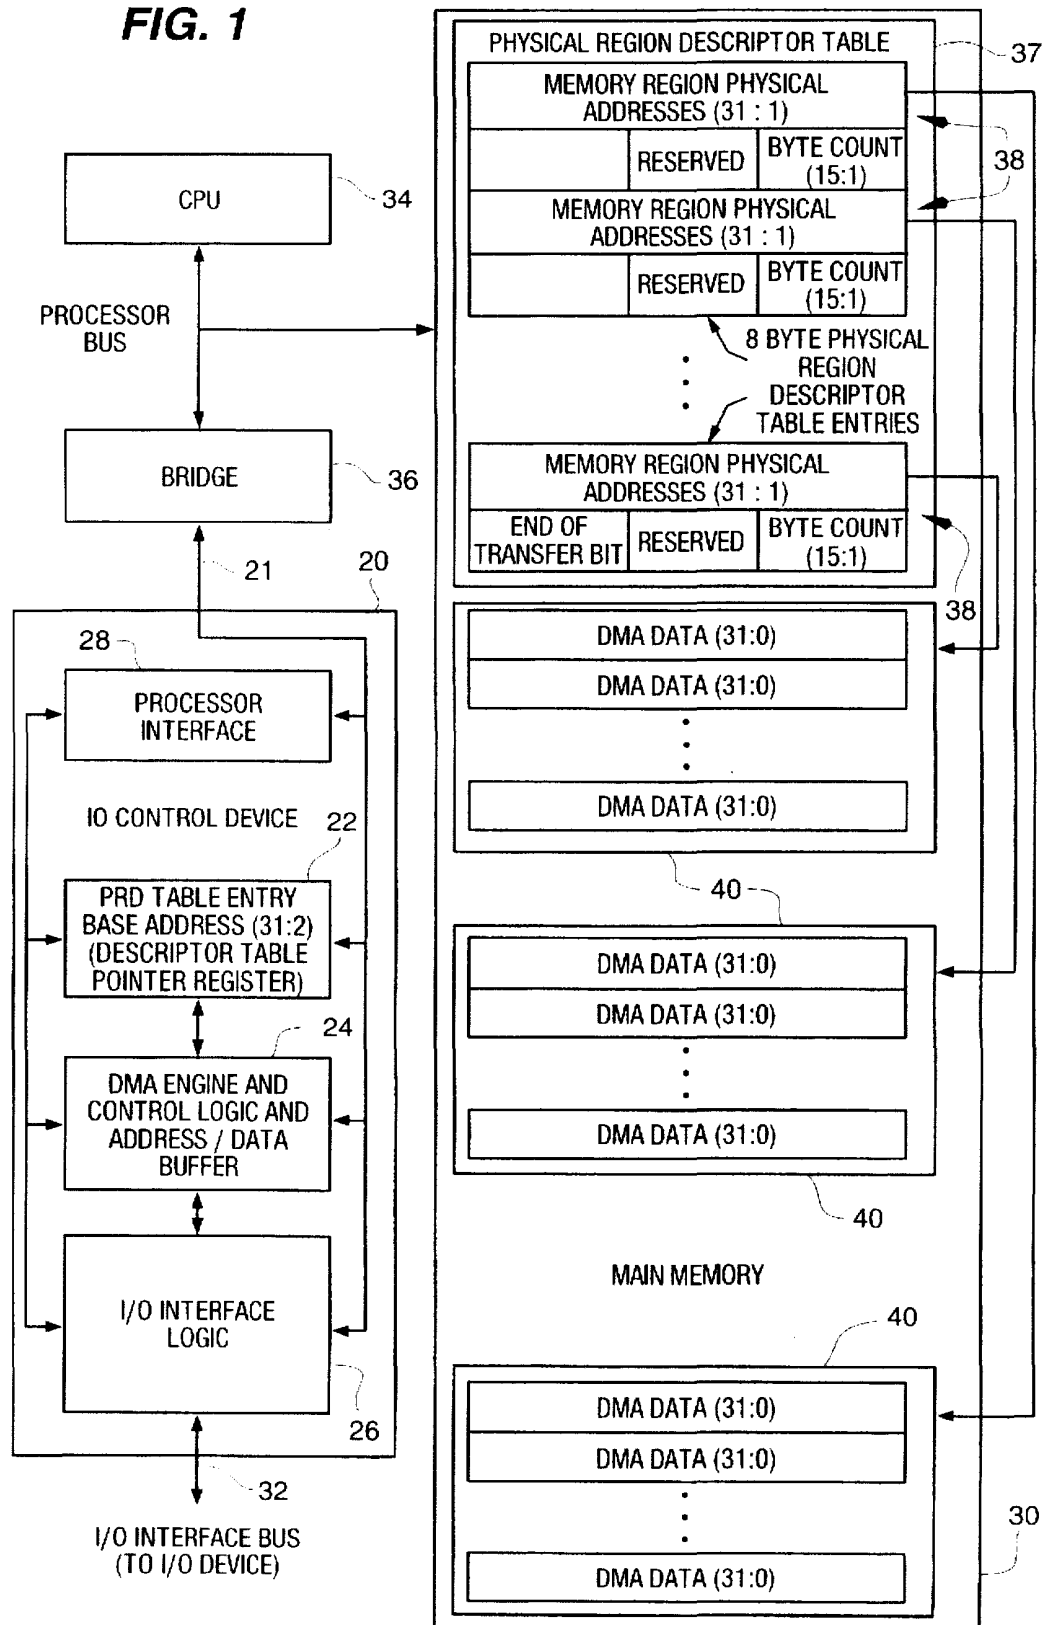 FIG. 1
PHYSICAL REGION DESCRIPTOR TABLE
37
MEMORY REGION PHYSICAL
ADDRESSES (31 : 1)
RESERVED
BYTE COUNT
(15:1)
38
MEMORY REGION PHYSICAL
ADDRESSES (31 : 1)
RESERVED
BYTE COUNT
(15:1)
8 BYTE PHYSICAL
REGION
DESCRIPTOR
TABLE ENTRIES
MEMORY REGION PHYSICAL
ADDRESSES (31 : 1)
END OF
TRANSFER BIT
RESERVED
BYTE COUNT
(15:1)
38
CPU
34
PROCESSOR
BUS
BRIDGE
36
21
20
28
PROCESSOR
INTERFACE
IO CONTROL DEVICE
22
PRD TABLE ENTRY
BASE ADDRESS (31:2)
(DESCRIPTOR TABLE
POINTER REGISTER)
24
DMA ENGINE AND
CONTROL LOGIC AND
ADDRESS / DATA
BUFFER
I/O INTERFACE
LOGIC
26
32
I/O INTERFACE BUS
(TO I/O DEVICE)
DMA DATA (31:0)
DMA DATA (31:0)
DMA DATA (31:0)
40
DMA DATA (31:0)
DMA DATA (31:0)
DMA DATA (31:0)
40
MAIN MEMORY
40
DMA DATA (31:0)
DMA DATA (31:0)
DMA DATA (31:0)
30